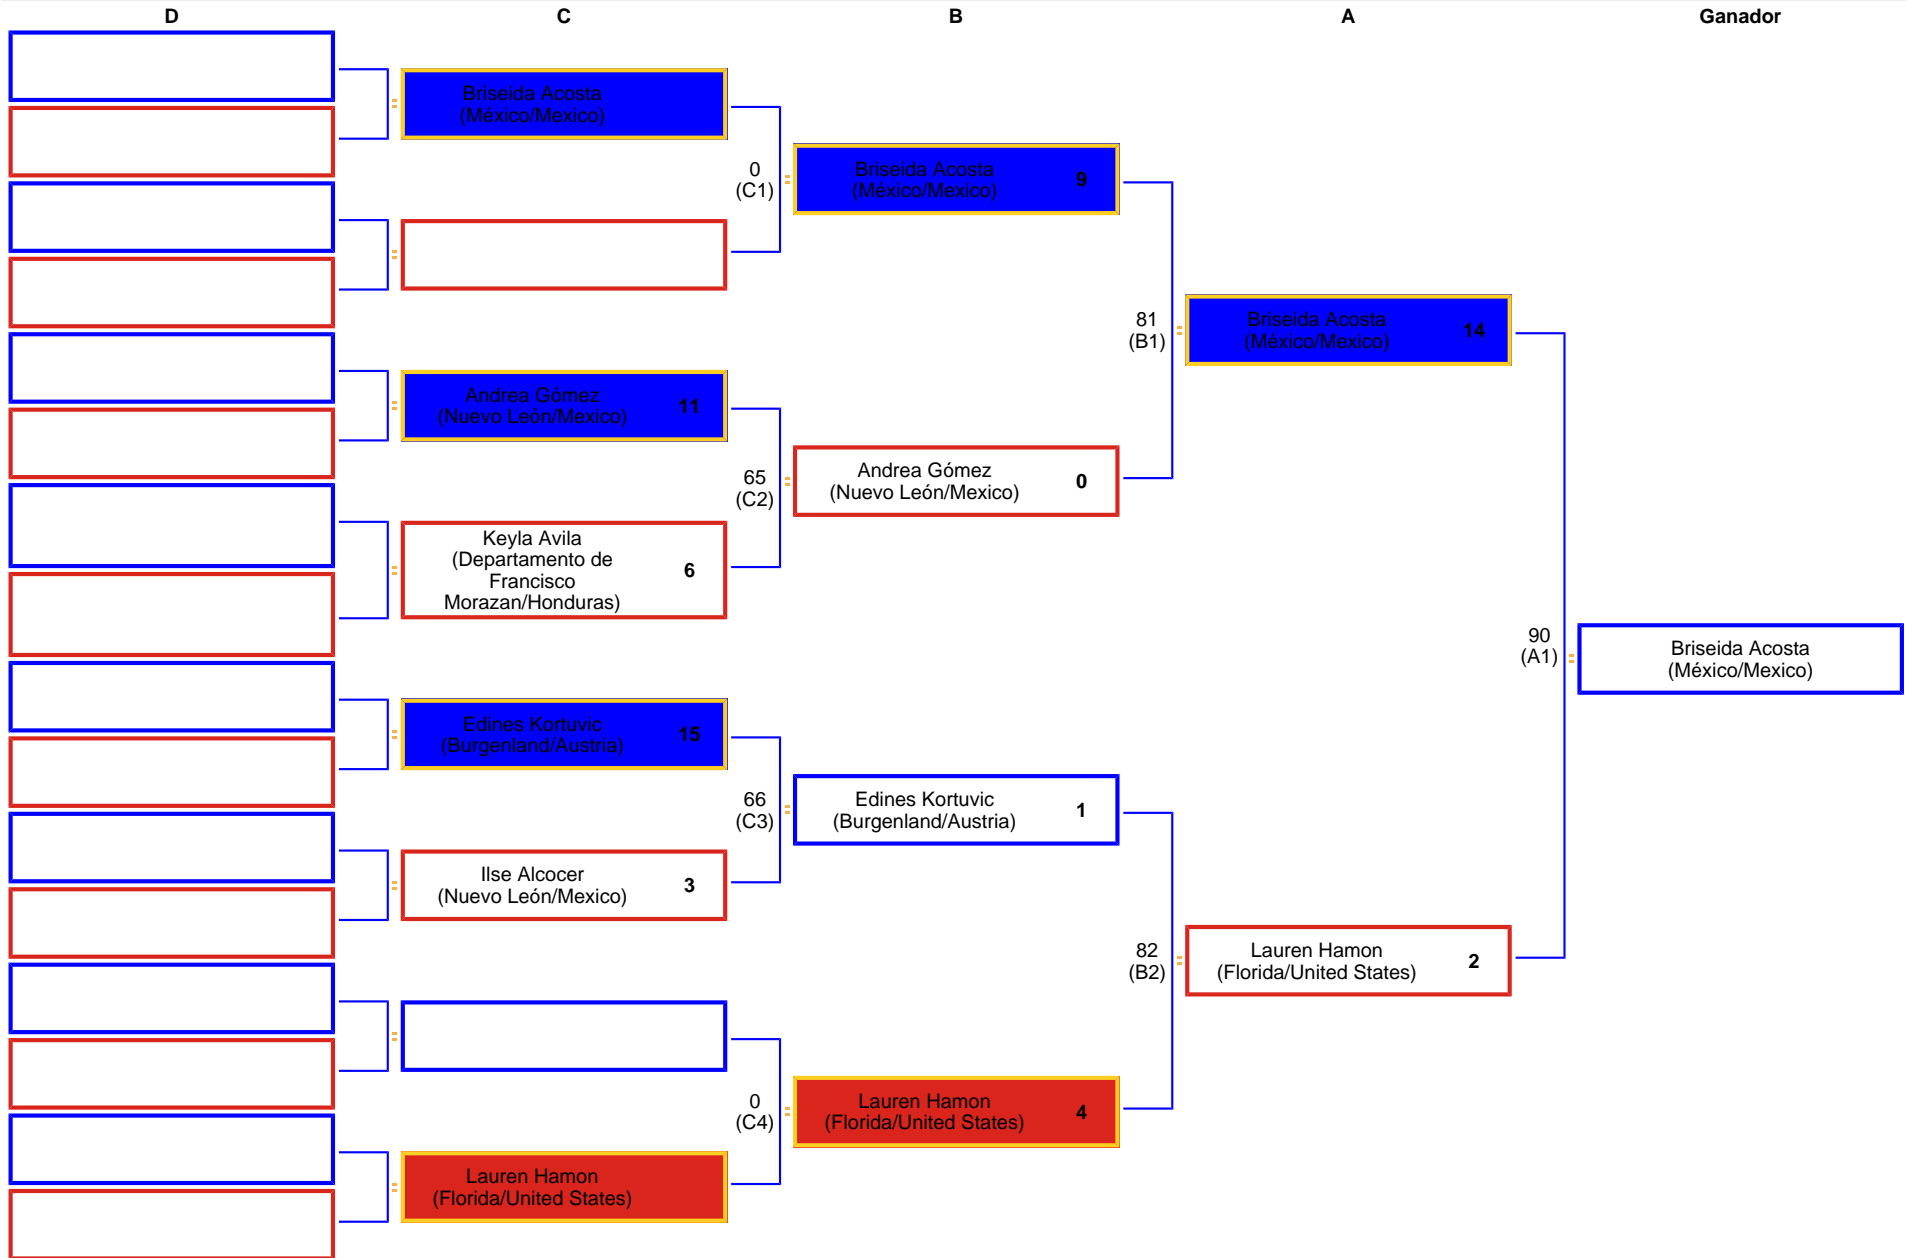 D
C
B
A
Ganador
Briseida Acosta
(México/Mexico)
0
(C1)
Briseida Acosta
(México/Mexico)
9
Andrea Gómez
(Nuevo León/Mexico)
11
65
(C2)
Keyla Avila
(Departamento de
Francisco
Morazan/Honduras)
6
Andrea Gómez
(Nuevo León/Mexico)
0
81
(B1)
Briseida Acosta
(México/Mexico)
14
Edines Kortuvic
(Burgenland/Austria)
15
66
(C3)
Ilse Alcocer
(Nuevo León/Mexico)
3
Edines Kortuvic
(Burgenland/Austria)
1
0
(C4)
Lauren Hamon
(Florida/United States)
Lauren Hamon
(Florida/United States)
4
82
(B2)
Lauren Hamon
(Florida/United States)
2
90
(A1)
Briseida Acosta
(México/Mexico)